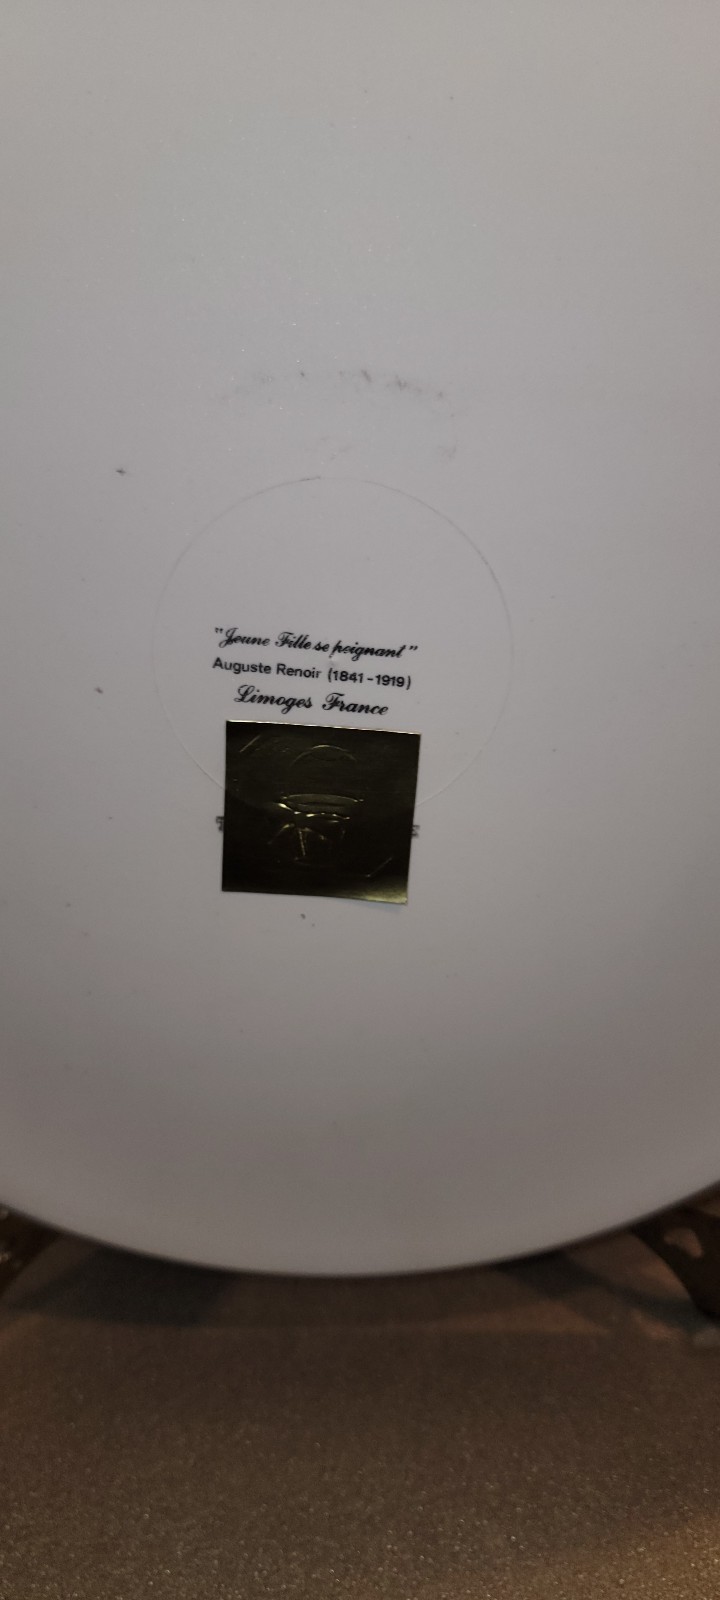 "Jeune Fille se peignant"
Auguste Renoir (1841-1919)
Limoges France